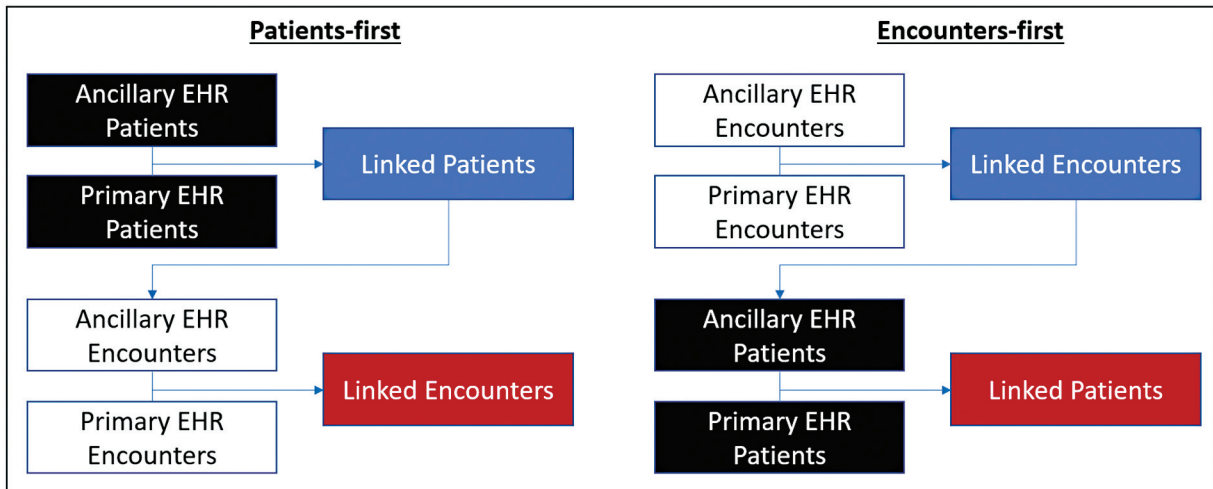 Patients-first
Ancillary EHR
Patients
Linked Patients
Primary EHR
Patients
Ancillary EHR
Encounters
Linked Encounters
Primary EHR
Encounters
Encounters-first
Ancillary EHR
Encounters
Linked Encounters
Primary EHR
Encounters
Ancillary EHR
Patients
Linked Patients
Primary EHR
Patients